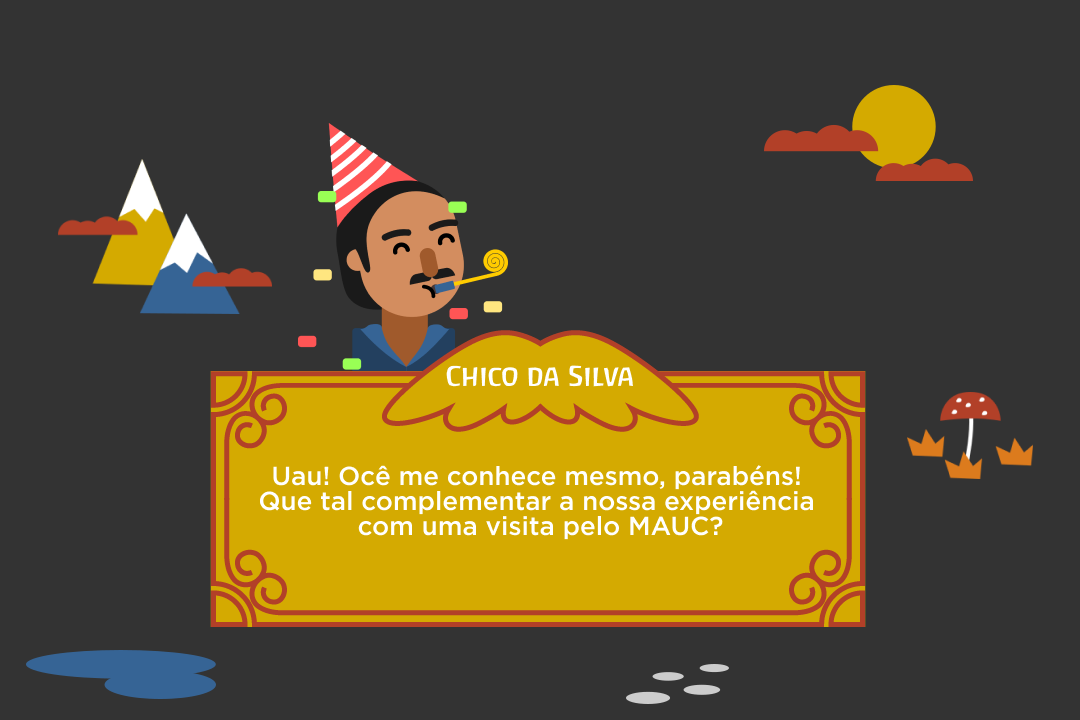 Chico da Silva
Uau! Ocê me conhece mesmo, parabéns!
Que tal complementar a nossa experiência
com uma visita pelo MAUC?